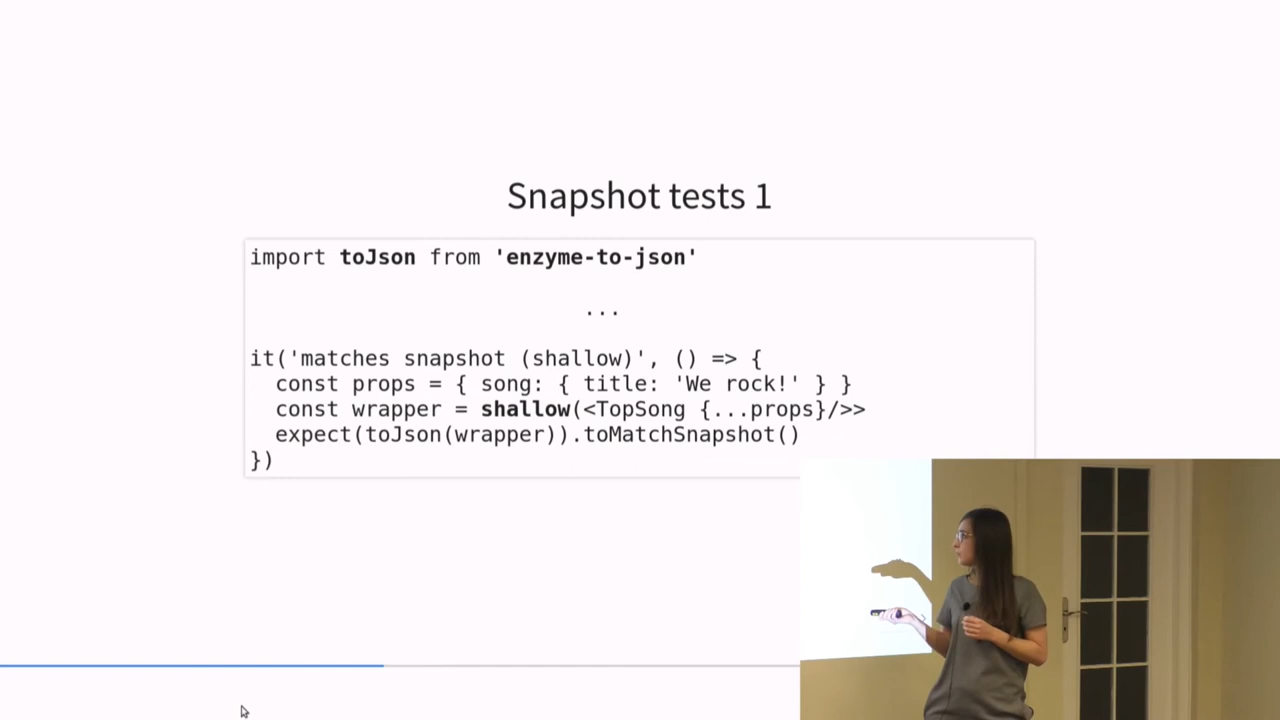 Snapshot tests 1
import toJson from 'enzyme-to-json'
...
it('matches snapshot (shallow)', () => {
const props = { song: { title: 'We rock!' } }
const wrapper = shallow(<TopSong {...props}/>>
expect(toJson(wrapper)).toMatchSnapshot()
})